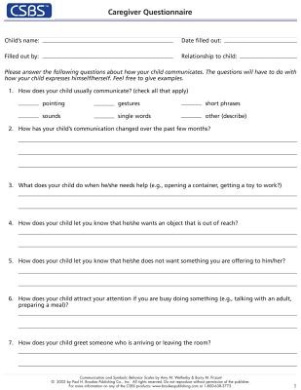 CSBS™
Caregiver Questionnaire
Child's name: Date filled out:
Filled out by: Relationship to child:
Please answer the following questions about how your child communicates. The questions will have to do with
how your child expresses himself/herself. Feel free to give examples.
1. How does your child usually communicate? (check all that apply)
pointing gestures short phrases
sounds single words other (describe)
2. How has your child's communication changed over the past few months?
3. What does your child do when he/she needs help (e.g., opening a container, getting a toy to work?)
4. How does your child let you know that he/she wants an object that is out of reach?
5. How does your child let you know that he/she does not want something you are offering to him/her?
6. How does your child attract your attention if you are busy doing something (e.g., talking with an adult,
preparing a meal)?
7. How does your child greet someone who is arriving or leaving the room?
Communication and Symbolic Behavior Scales by Amy M. Wetherby & Barry M. Prizant
© 2003 by Paul H. Brookes Publishing Co., Inc. All rights reserved. Do not reproduce without permission of the publisher.
For more information on any of the CSBS products: www.brookespublishing.com or 1-800-638-3775
1